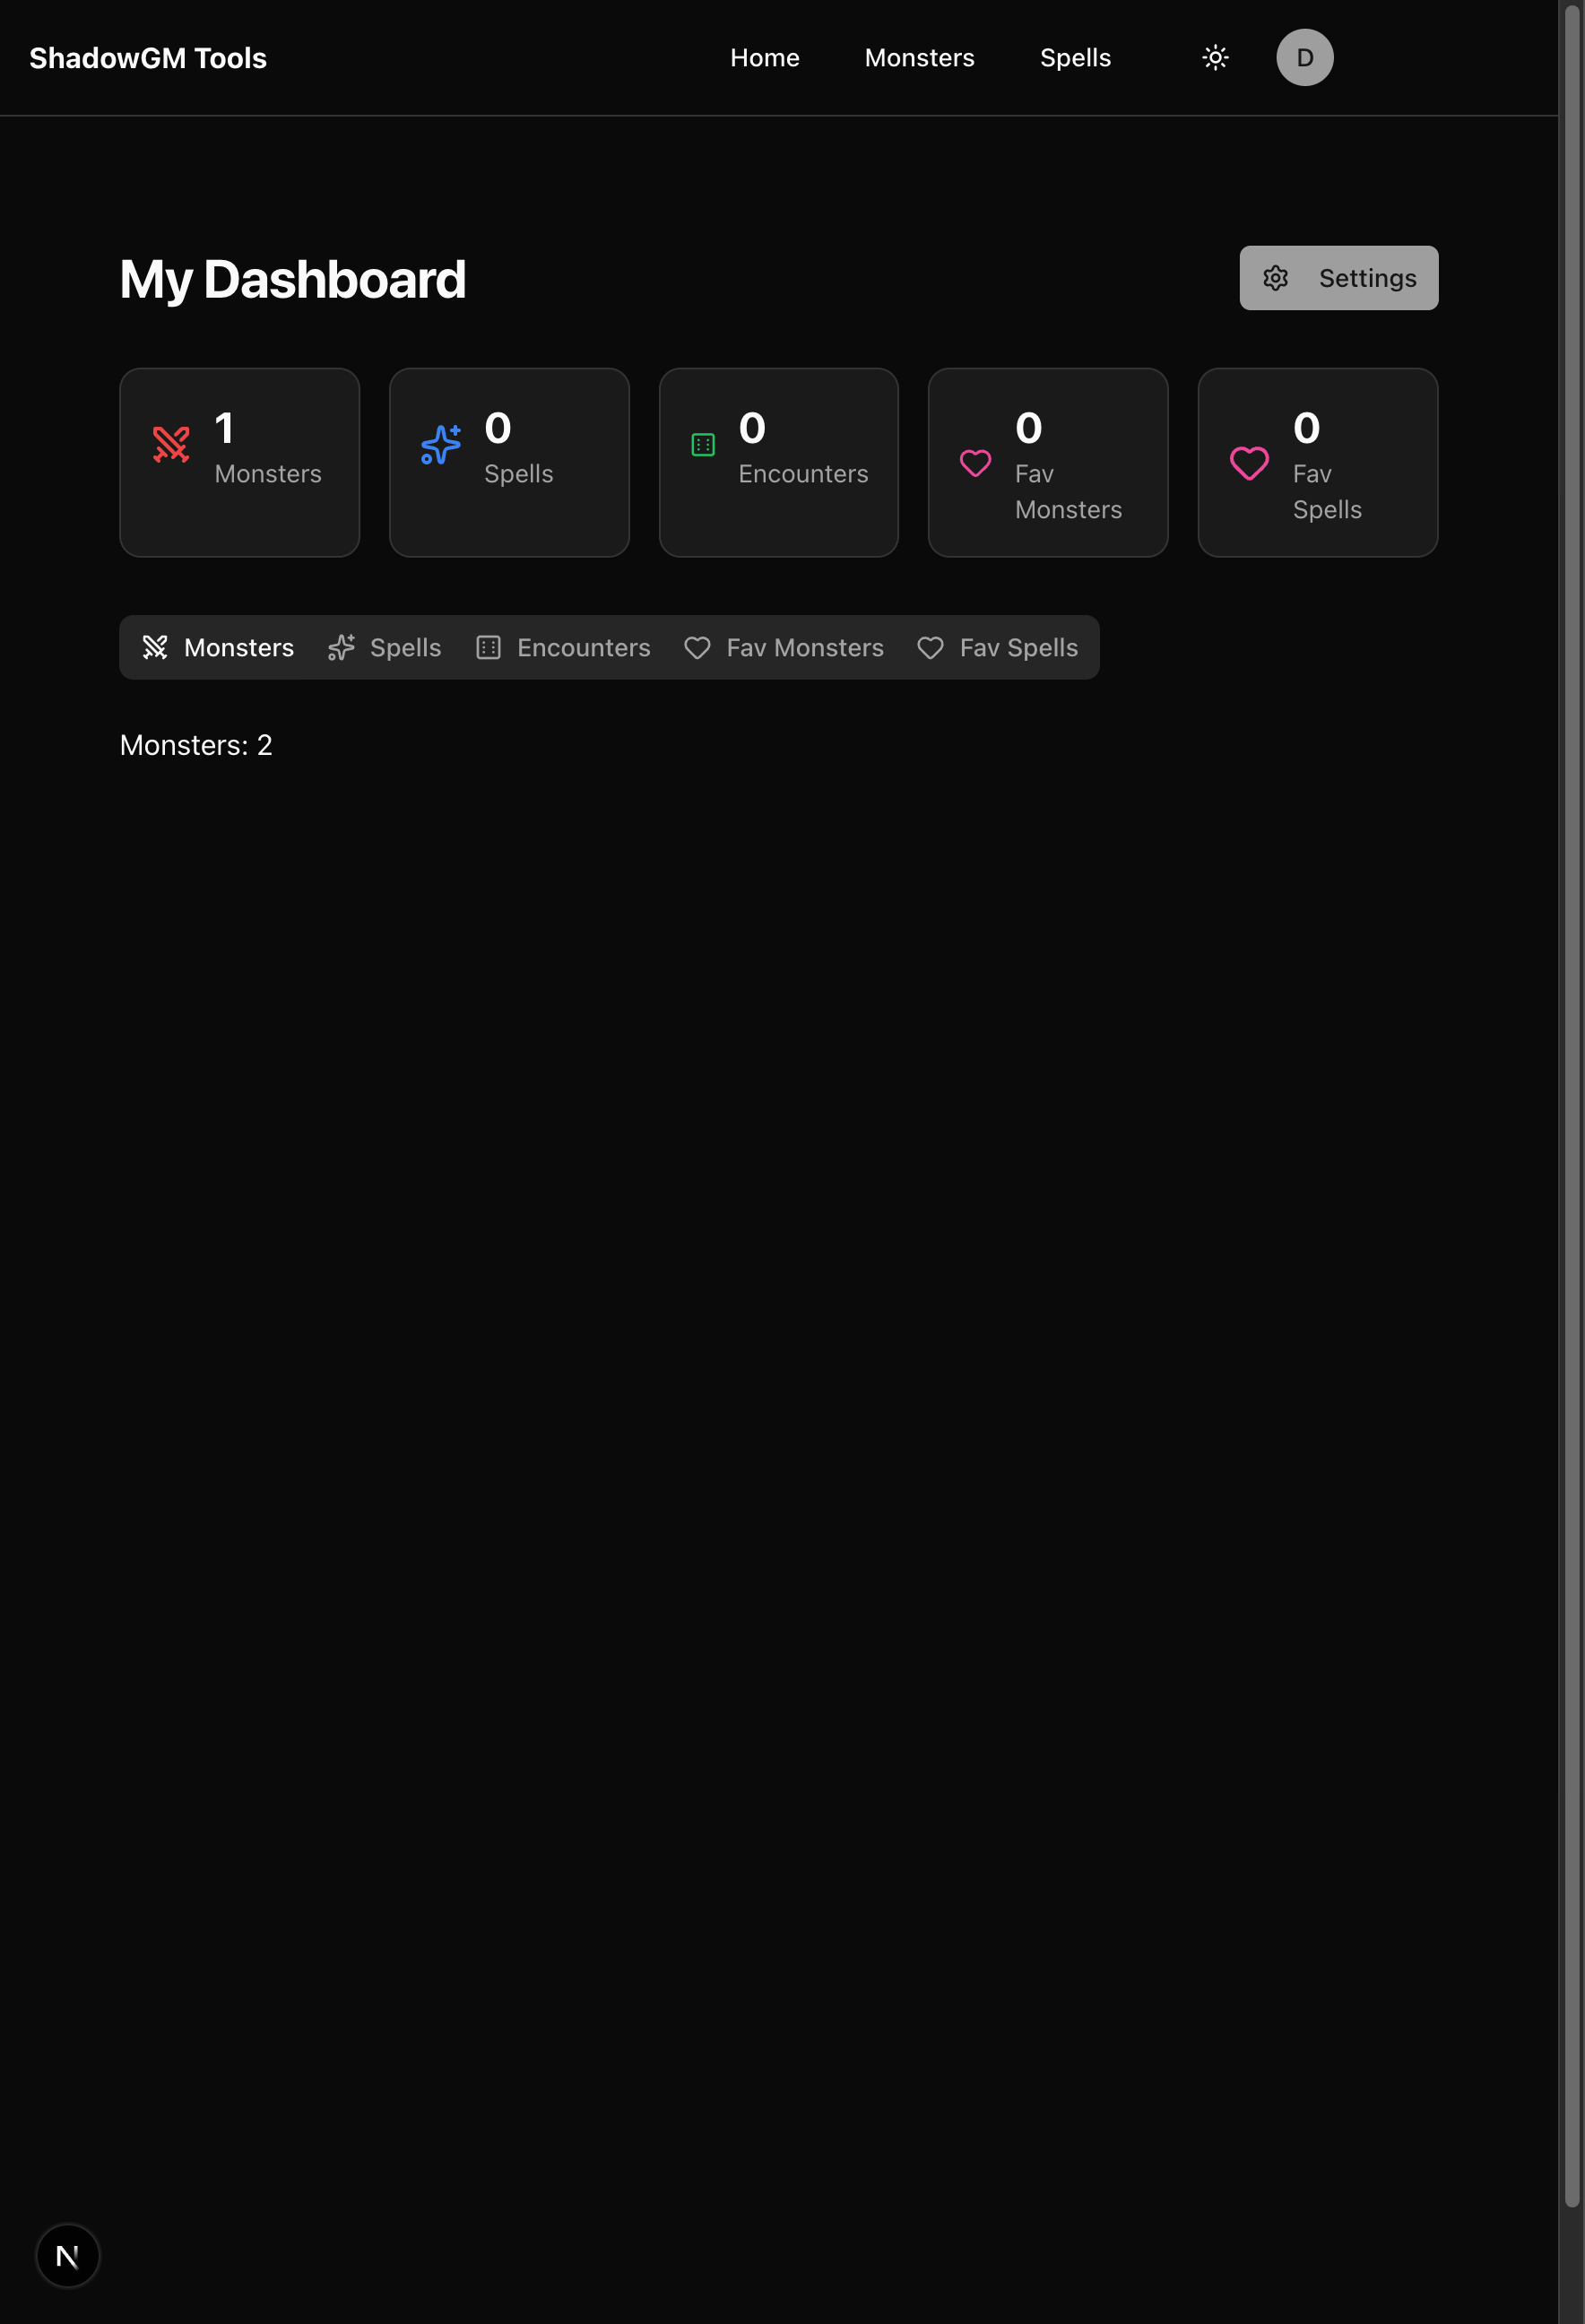 ShadowGM Tools Home Monsters Spells D
My Dashboard Settings
1 0 0 0 0
Monsters Spells Encounters Fav Fav
Monsters Spells
Monsters Spells Encounters Fav Monsters Fav Spells
Monsters: 2
N